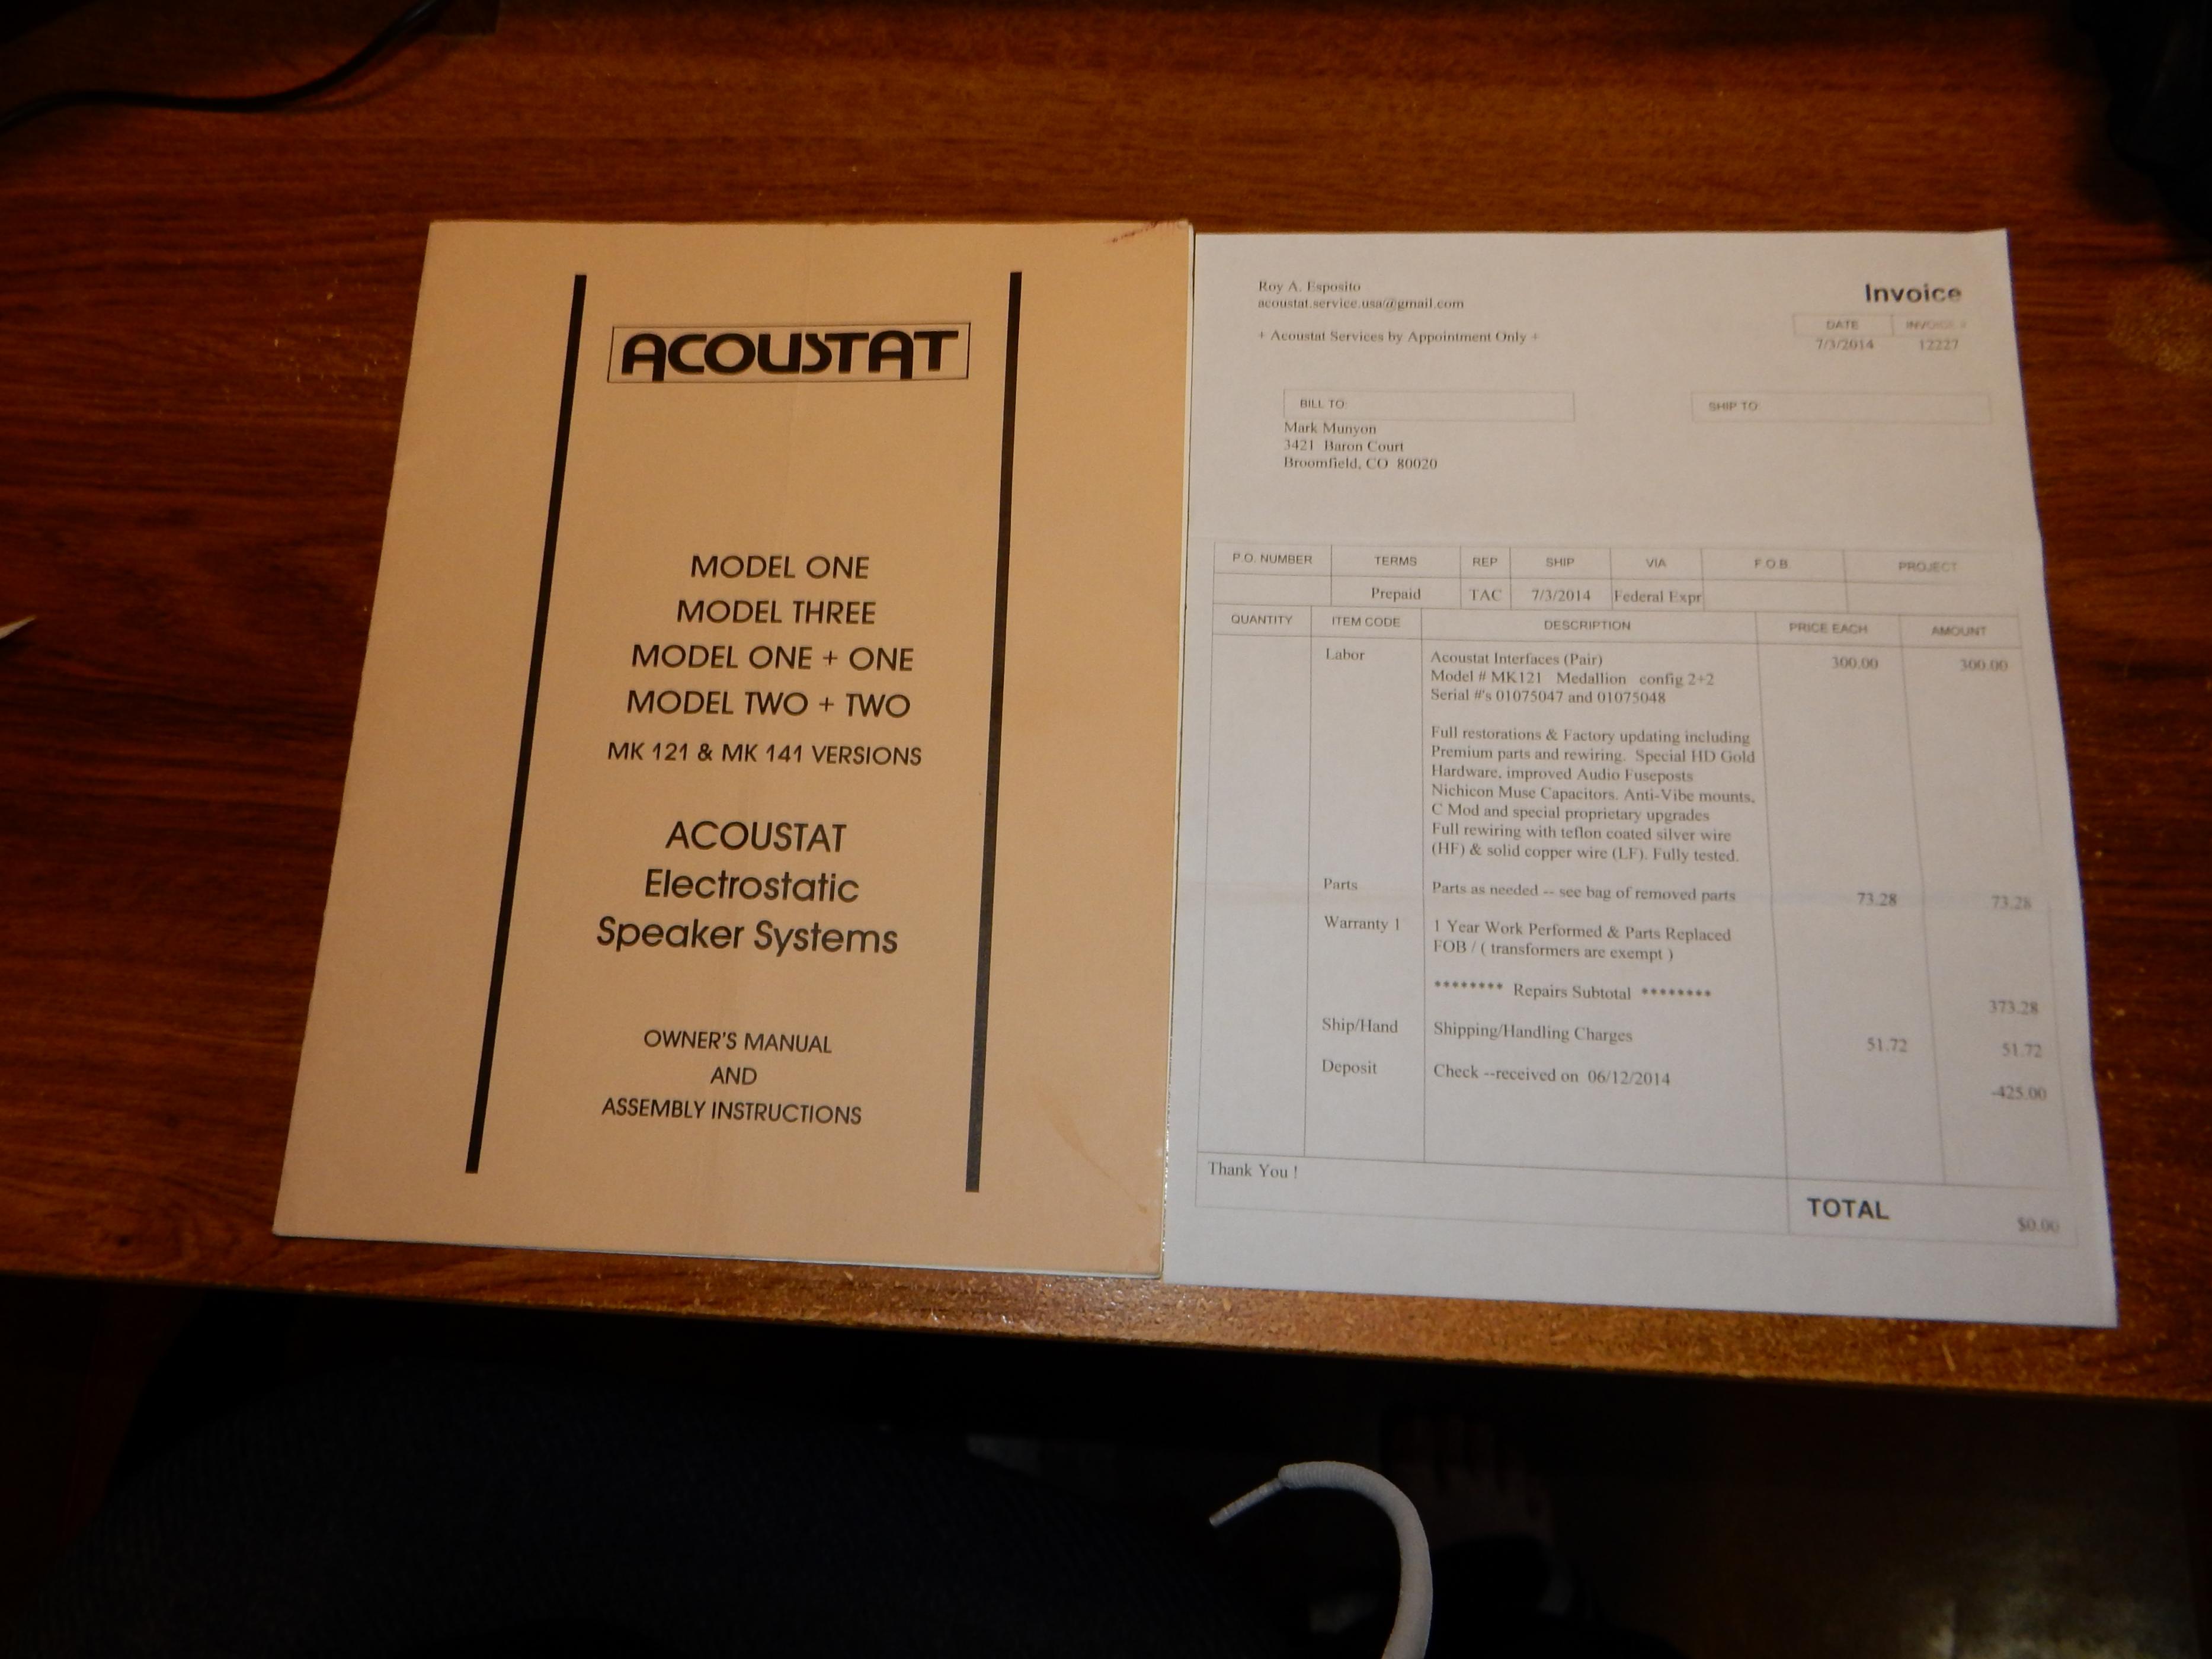 ACOUSTAT
MODEL ONE
MODEL THREE
MODEL ONE + ONE
MODEL TWO + TWO
MK 121 & MK 141 VERSIONS
ACOUSTAT
Electrostatic
Speaker Systems
OWNER'S MANUAL
AND
ASSEMBLY INSTRUCTIONS
Roy A. Esposito
acoustat.service.usa@gmail.com
+ Acoustat Services by Appointment Only +
Invoice
DATE INVOICE #
7/3/2014 12227
BILL TO:
Mark Munyon
3421 Baron Court
Broomfield, CO 80020
SHIP TO:
P.O. NUMBER TERMS REP SHIP VIA F.O.B. PROJECT
Prepaid TAC 7/3/2014 Federal Expr
QUANTITY ITEM CODE DESCRIPTION PRICE EACH AMOUNT
Labor Acoustat Interfaces (Pair) 300.00 300.00
Model # MK121 Medallion config 2+2
Serial #'s 01075047 and 01075048
Full restorations & Factory updating including
Premium parts and rewiring. Special HD Gold
Hardware, improved Audio Fuseposts
Nichicon Muse Capacitors. Anti-Vibe mounts,
C Mod and special proprietary upgrades
Full rewiring with teflon coated silver wire
(HF) & solid copper wire (LF). Fully tested.
Parts Parts as needed -- see bag of removed parts 73.28 73.28
Warranty 1 1 Year Work Performed & Parts Replaced
FOB / ( transformers are exempt )
******** Repairs Subtotal ******** 373.28
Ship/Hand Shipping/Handling Charges 51.72 51.72
Deposit Check --received on 06/12/2014 -425.00
Thank You !
TOTAL $0.00